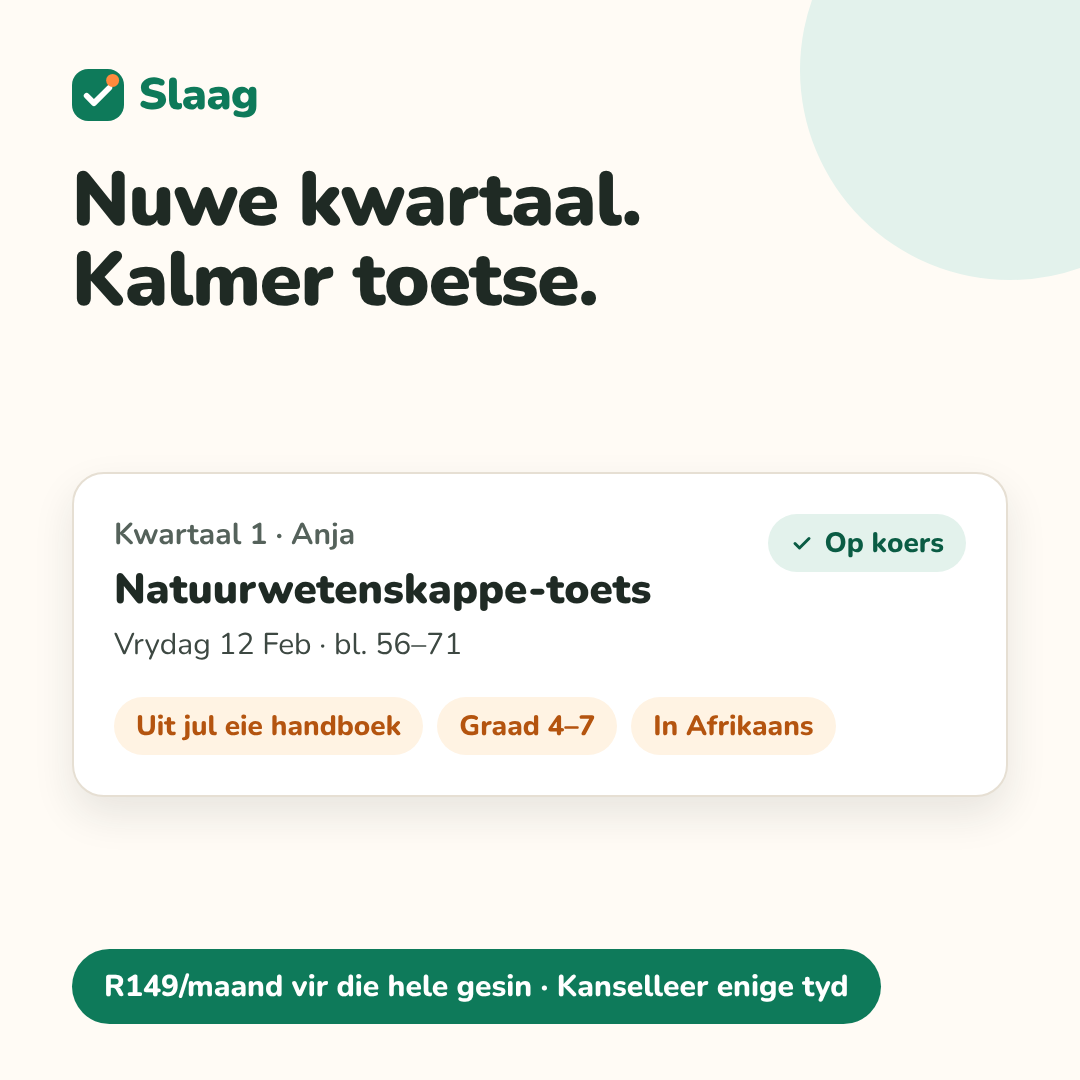 Slaag
Nuwe kwartaal.
Kalmer toetse.
Kwartaal 1 · Anja
Op koers
Natuurwetenskappe-toets
Vrydag 12 Feb · bl. 56–71
Uit jul eie handboek
Graad 4–7
In Afrikaans
R149/maand vir die hele gesin · Kanselleer enige tyd